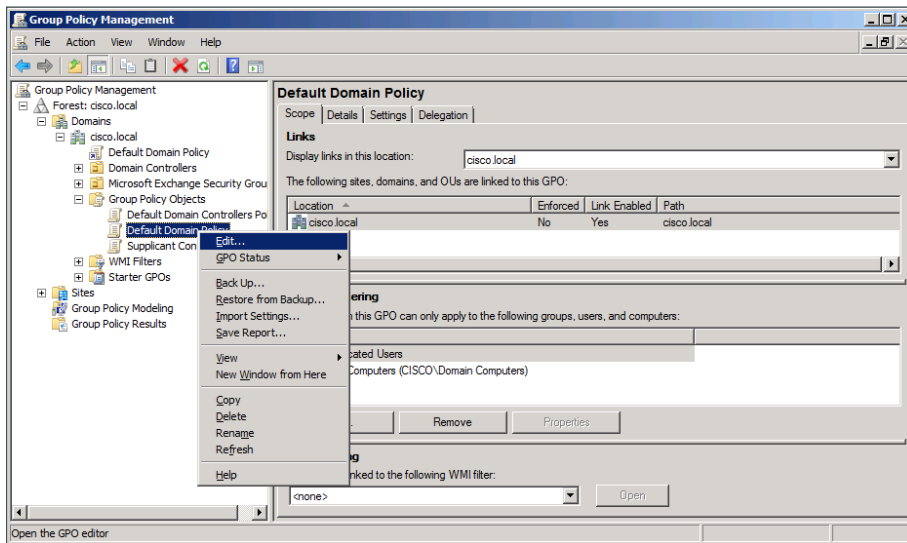 Group Policy Management
File Action View Window Help
Group Policy Management
Forest: cisco.local
Domains
cisco.local
Default Domain Policy
Domain Controllers
Microsoft Exchange Security Grou
Group Policy Objects
Default Domain Controllers Po
Default Domain Policy
Supplicant Con
WMI Filters
Starter GPOs
Sites
Group Policy Modeling
Group Policy Results
Edit...
GPO Status
Back Up...
Restore from Backup...
Import Settings...
Save Report...
View
New Window from Here
Copy
Delete
Rename
Refresh
Help
Default Domain Policy
Scope Details Settings Delegation
Links
Display links in this location: cisco.local
The following sites, domains, and OUs are linked to this GPO:
Location Enforced Link Enabled Path
cisco.local No Yes cisco.local
ering
this GPO can only apply to the following groups, users, and computers:
cated Users
Computers (CISCO\Domain Computers)
Remove Properties
nked to the following WMI filter:
<none> Open
Open the GPO editor